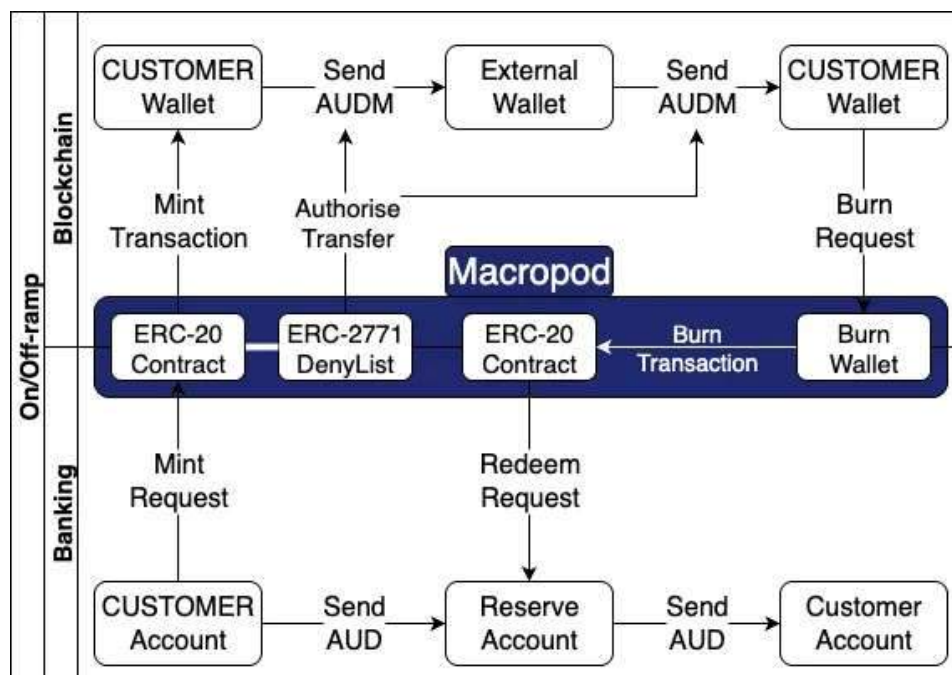 On/Off-ramp
Blockchain
Banking
CUSTOMER
Wallet
Send
AUDM
External
Wallet
Send
AUDM
CUSTOMER
Wallet
Mint
Transaction
Authorise
Transfer
Burn
Request
Macropod
ERC-20
Contract
ERC-2771
DenyList
ERC-20
Contract
Burn
Transaction
Burn
Wallet
Mint
Request
Redeem
Request
CUSTOMER
Account
Send
AUD
Reserve
Account
Send
AUD
Customer
Account